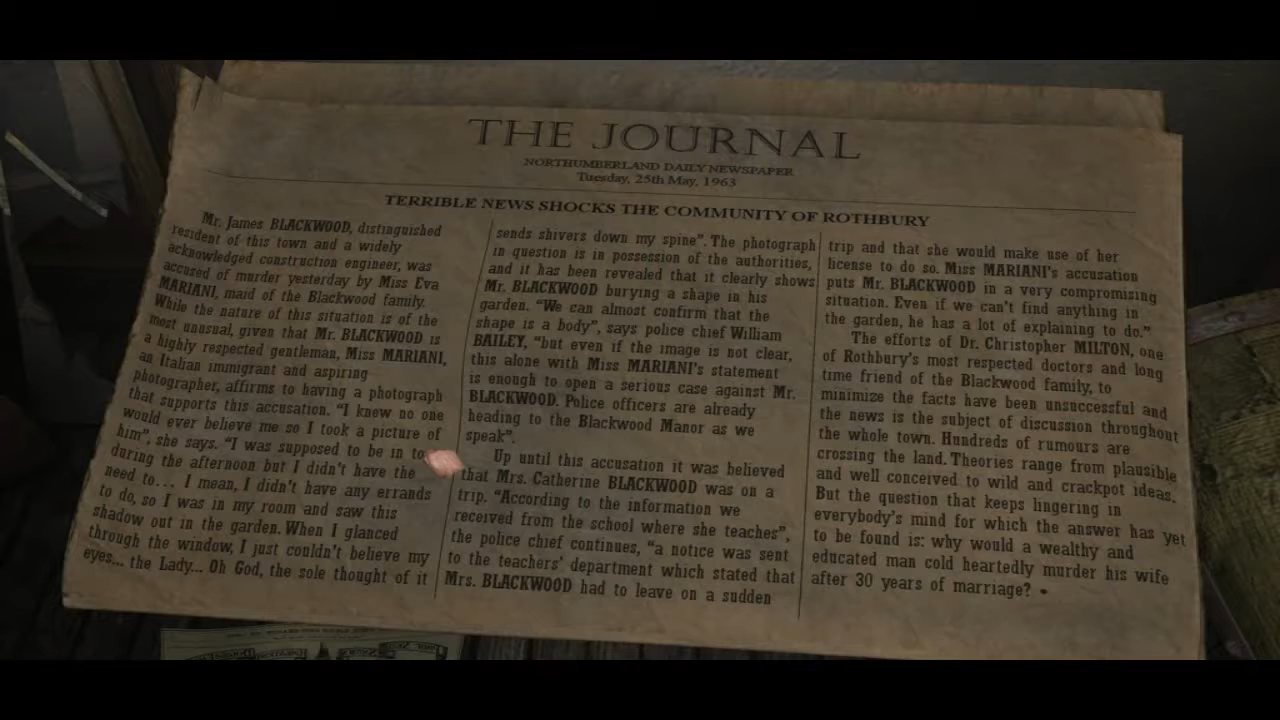 THE JOURNAL
NORTHUMBERLAND DAILY NEWSPAPER
Tuesday, 25th May, 1963
TERRIBLE NEWS SHOCKS THE COMMUNITY OF ROTHBURY
Mr. James BLACKWOOD, distinguished
resident of this town and a widely
acknowledged construction engineer, was
accused of murder yesterday by Miss Eva
MARIANI, maid of the Blackwood family.
While the nature of this situation is of the
most unusual, given that Mr. BLACKWOOD is
a highly respected gentleman, Miss MARIANI,
an Italian immigrant and aspiring
photographer, affirms to having a photograph
that supports this accusation. “I knew no one
would ever believe me so I took a picture of
him”, she says. “I was supposed to be in to
during the afternoon but I didn’t have the
need to... I mean, I didn’t have any errands
to do, so I was in my room and saw this
shadow out in the garden. When I glanced
through the window, I just couldn’t believe my
eyes... the Lady... Oh God, the sole thought of it
sends shivers down my spine”. The photograph
in question is in possession of the authorities,
and it has been revealed that it clearly shows
Mr. BLACKWOOD burying a shape in his
garden. “We can almost confirm that the
shape is a body”, says police chief William
BAILEY, “but even if the image is not clear,
this alone with Miss MARIANI’s statement
is enough to open a serious case against Mr.
BLACKWOOD. Police officers are already
heading to the Blackwood Manor as we
speak”.
Up until this accusation it was believed
that Mrs. Catherine BLACKWOOD was on a
trip. “According to the information we
received from the school where she teaches”,
the police chief continues, “a notice was sent
to the teachers’ department which stated that
Mrs. BLACKWOOD had to leave on a sudden
trip and that she would make use of her
license to do so. Miss MARIANI’s accusation
puts Mr. BLACKWOOD in a very compromising
situation. Even if we can’t find anything in
the garden, he has a lot of explaining to do.”
The efforts of Dr. Christopher MILTON, one
of Rothbury’s most respected doctors and long
time friend of the Blackwood family, to
minimize the facts have been unsuccessful and
the news is the subject of discussion throughout
the whole town. Hundreds of rumours are
crossing the land. Theories range from plausible
and well conceived to wild and crackpot ideas.
But the question that keeps lingering in
everybody’s mind for which the answer has yet
to be found is: why would a wealthy and
educated man cold heartedly murder his wife
after 30 years of marriage? •